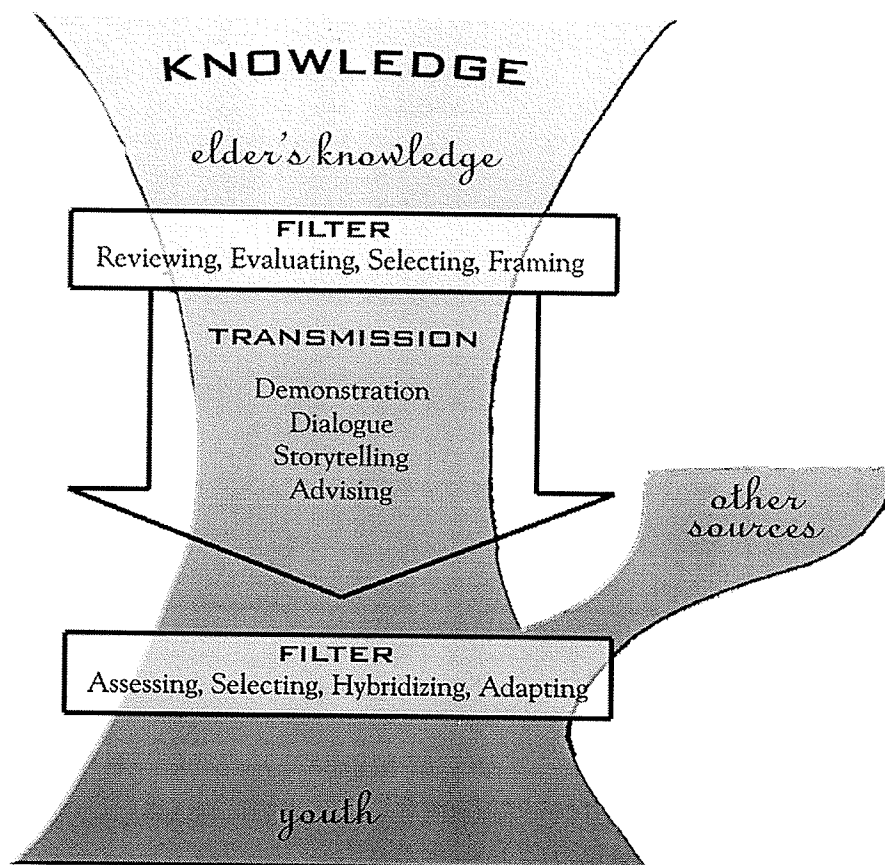 KNOWLEDGE
elder's knowledge
FILTER
Reviewing, Evaluating, Selecting, Framing
TRANSMISSION
Demonstration
Dialogue
Storytelling
Advising
other
sources
FILTER
Assessing, Selecting, Hybridizing, Adapting
youth